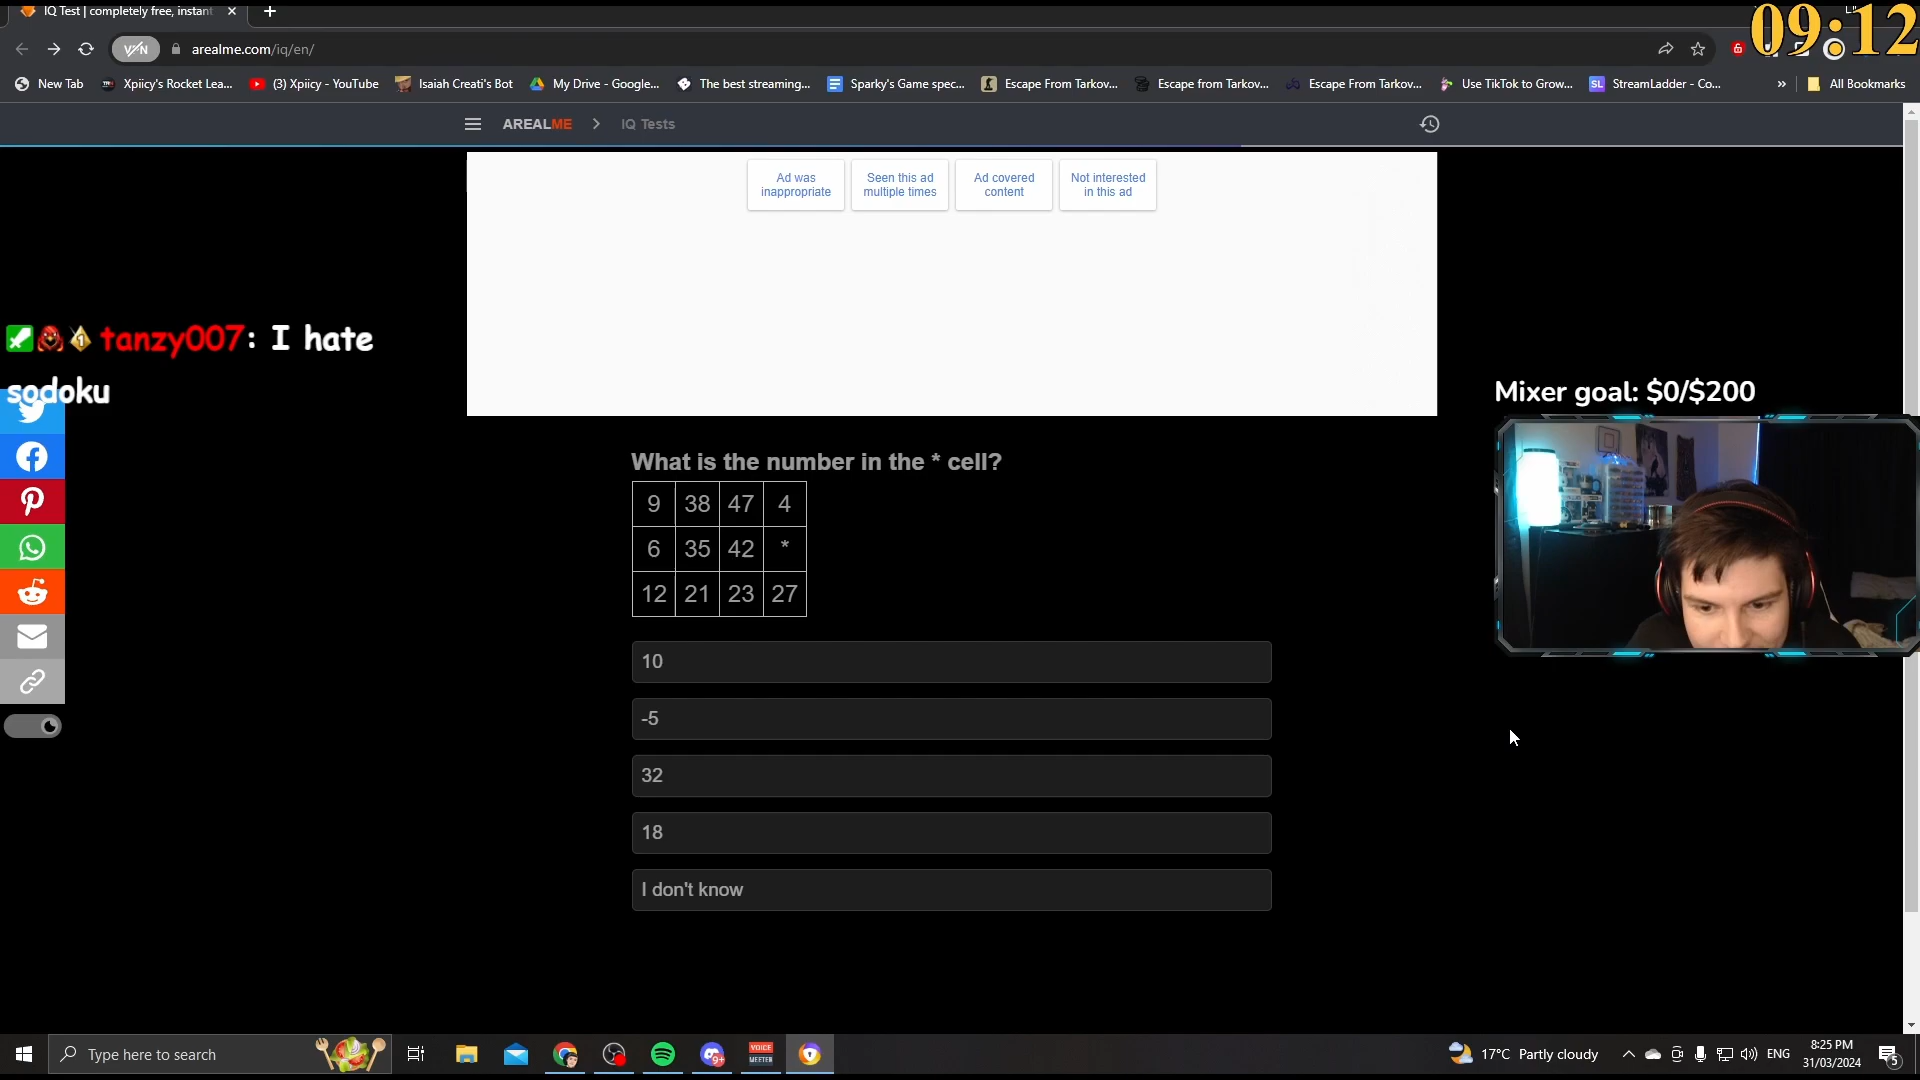 IQ Test | completely free, instant
09:12
VPN
arealme.com/iq/en/
New Tab
Xpiicy's Rocket Lea...
(3) Xpiicy - YouTube
Isaiah Creati's Bot
My Drive - Google...
The best streaming...
Sparky's Game spec...
Escape From Tarkov...
Escape from Tarkov...
Escape From Tarkov...
Use TikTok to Grow...
StreamLadder - Co...
»
All Bookmarks
AREALME > IQ Tests
Ad was
inappropriate
Seen this ad
multiple times
Ad covered
content
Not interested
in this ad
tanzy007: I hate
sodoku
Mixer goal: $0/$200
What is the number in the * cell?
9 38 47 4
6 35 42 *
12 21 23 27
10
-5
32
18
I don't know
Type here to search
9+
VOICE
MEETER
17°C Partly cloudy
ENG
8:25 PM
31/03/2024
5